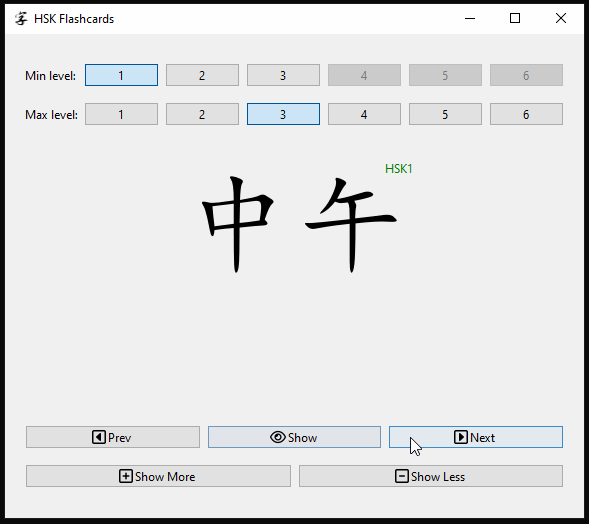 HSK Flashcards
Min level: 1 2 3 4 5 6
Max level: 1 2 3 4 5 6
HSK1
中午
Prev Show Next
Show More Show Less